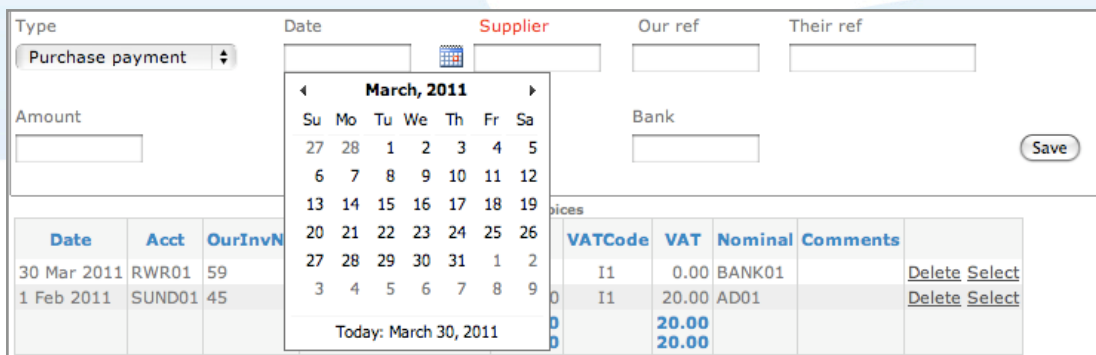 Type Date Supplier Our ref Their ref
Purchase payment
March, 2011
Amount Bank
Su Mo Tu We Th Fr Sa
27 28 1 2 3 4 5
Save
6 7 8 9 10 11 12
13 14 15 16 17 18 19
20 21 22 23 24 25 26
27 28 29 30 31 1 2
3 4 5 6 7 8 9
Today: March 30, 2011
Date Acct OurInvN VATCode VAT Nominal Comments
30 Mar 2011 RWR01 59 I1 0.00 BANK01 Delete Select
1 Feb 2011 SUND01 45 0 I1 20.00 AD01 Delete Select
0 20.00
0 20.00